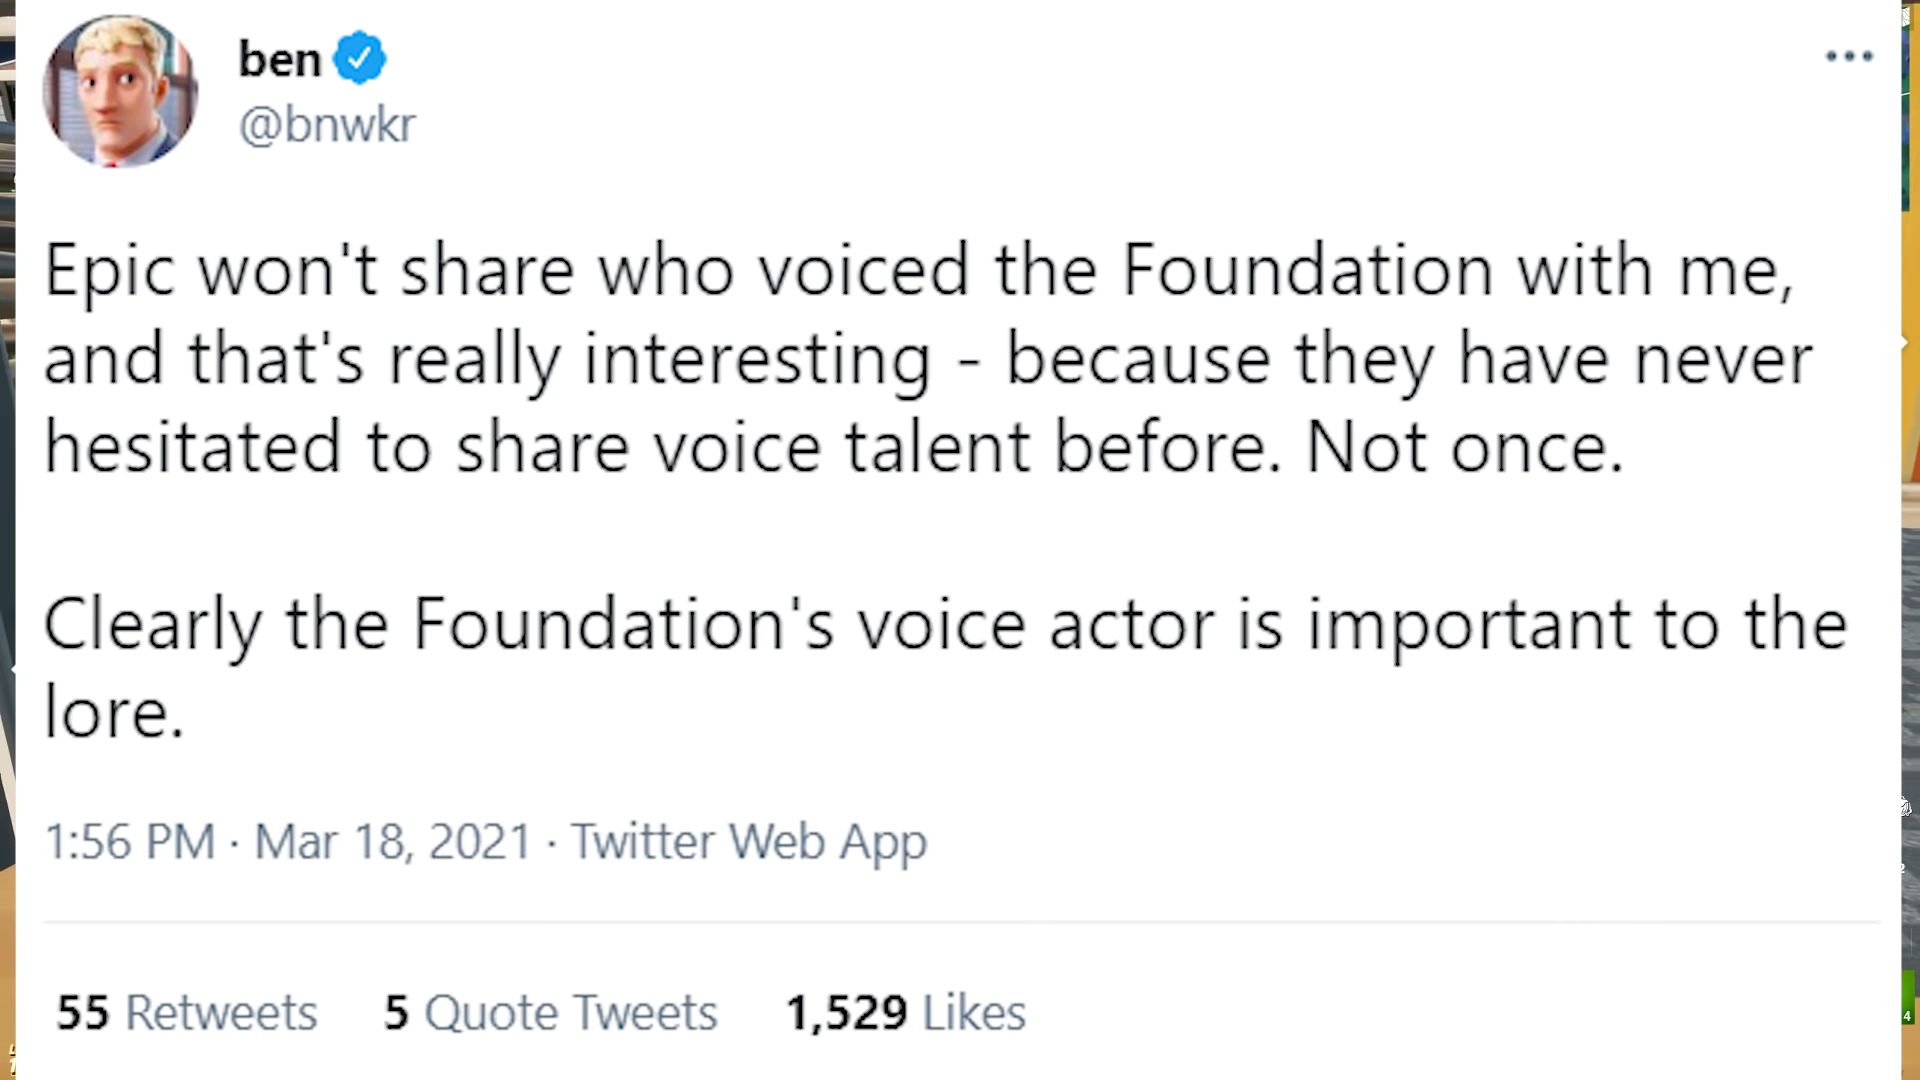 ben
@bnwkr
Epic won't share who voiced the Foundation with me,
and that's really interesting - because they have never
hesitated to share voice talent before. Not once.
Clearly the Foundation's voice actor is important to the
lore.
1:56 PM · Mar 18, 2021 · Twitter Web App
55 Retweets 5 Quote Tweets 1,529 Likes
4